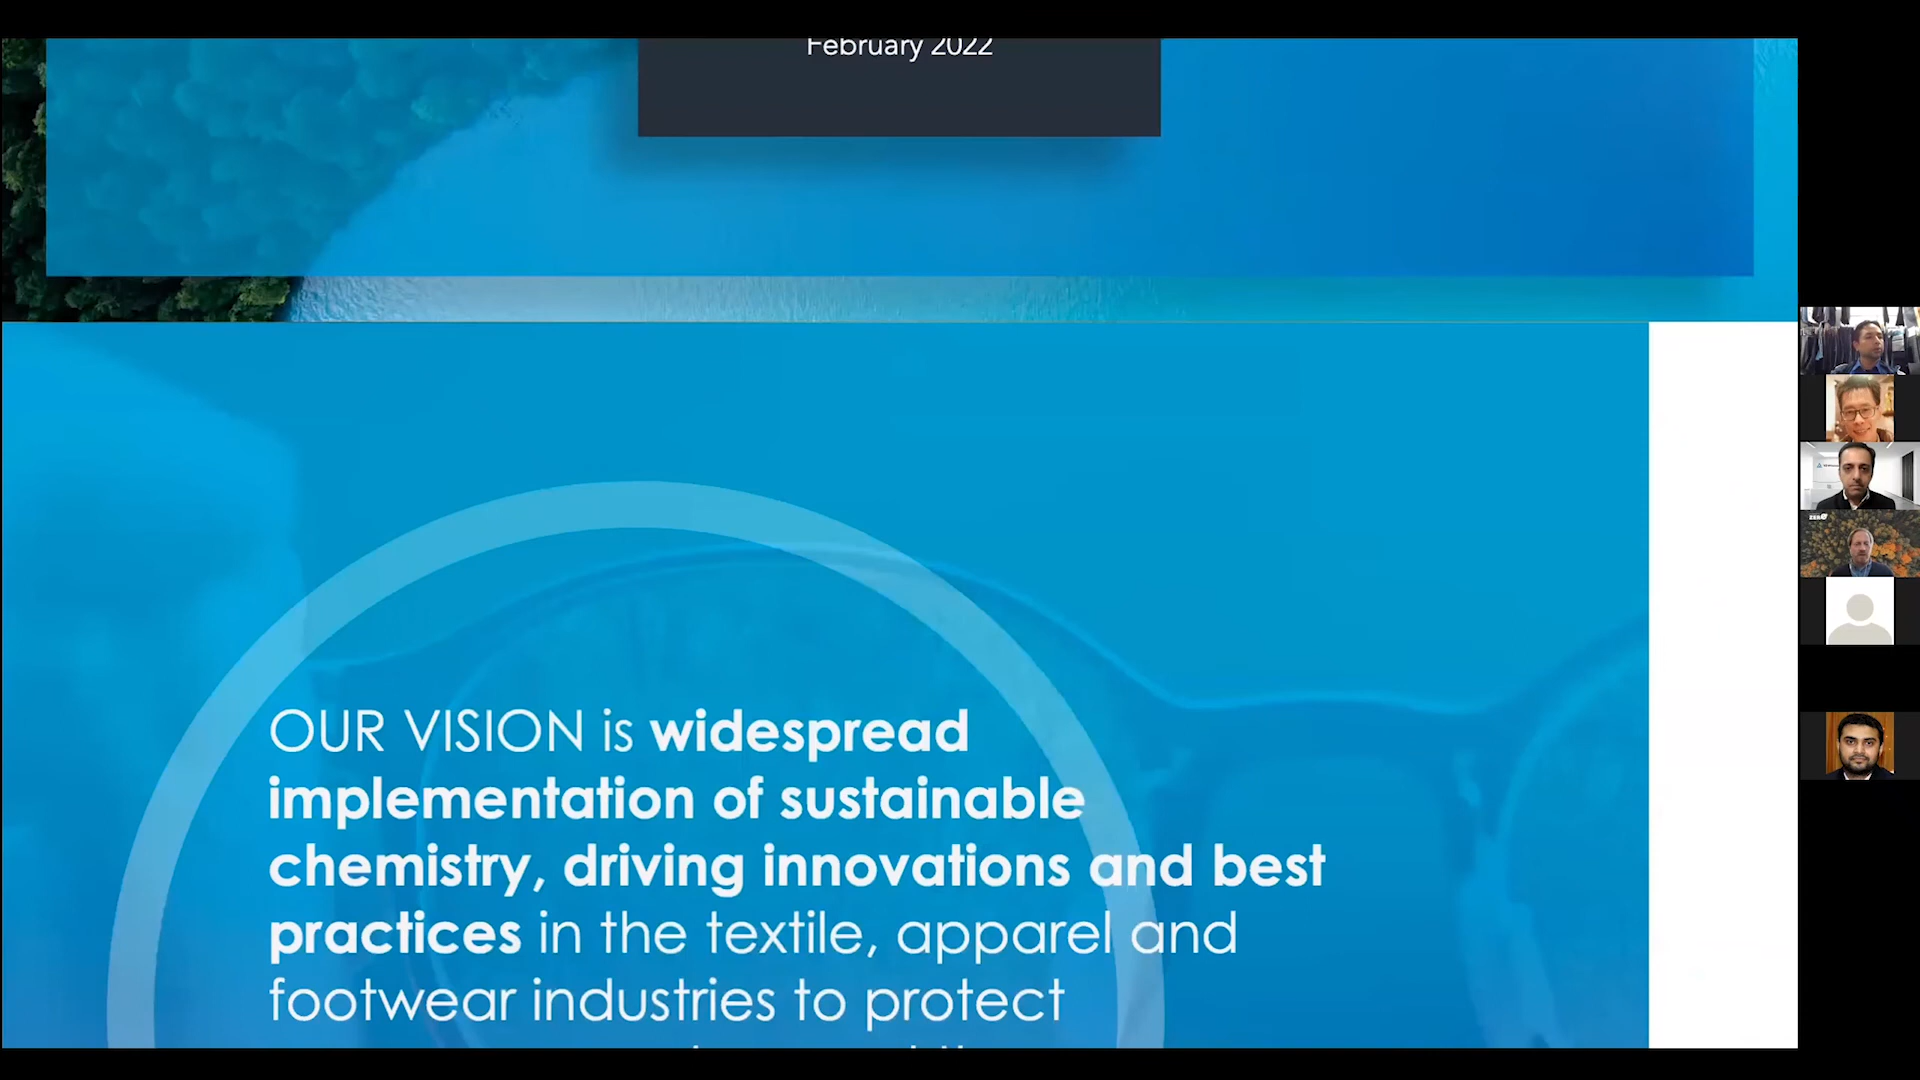 February 2022
OUR VISION is widespread
implementation of sustainable
chemistry, driving innovations and best
practices in the textile, apparel and
footwear industries to protect
ZERO